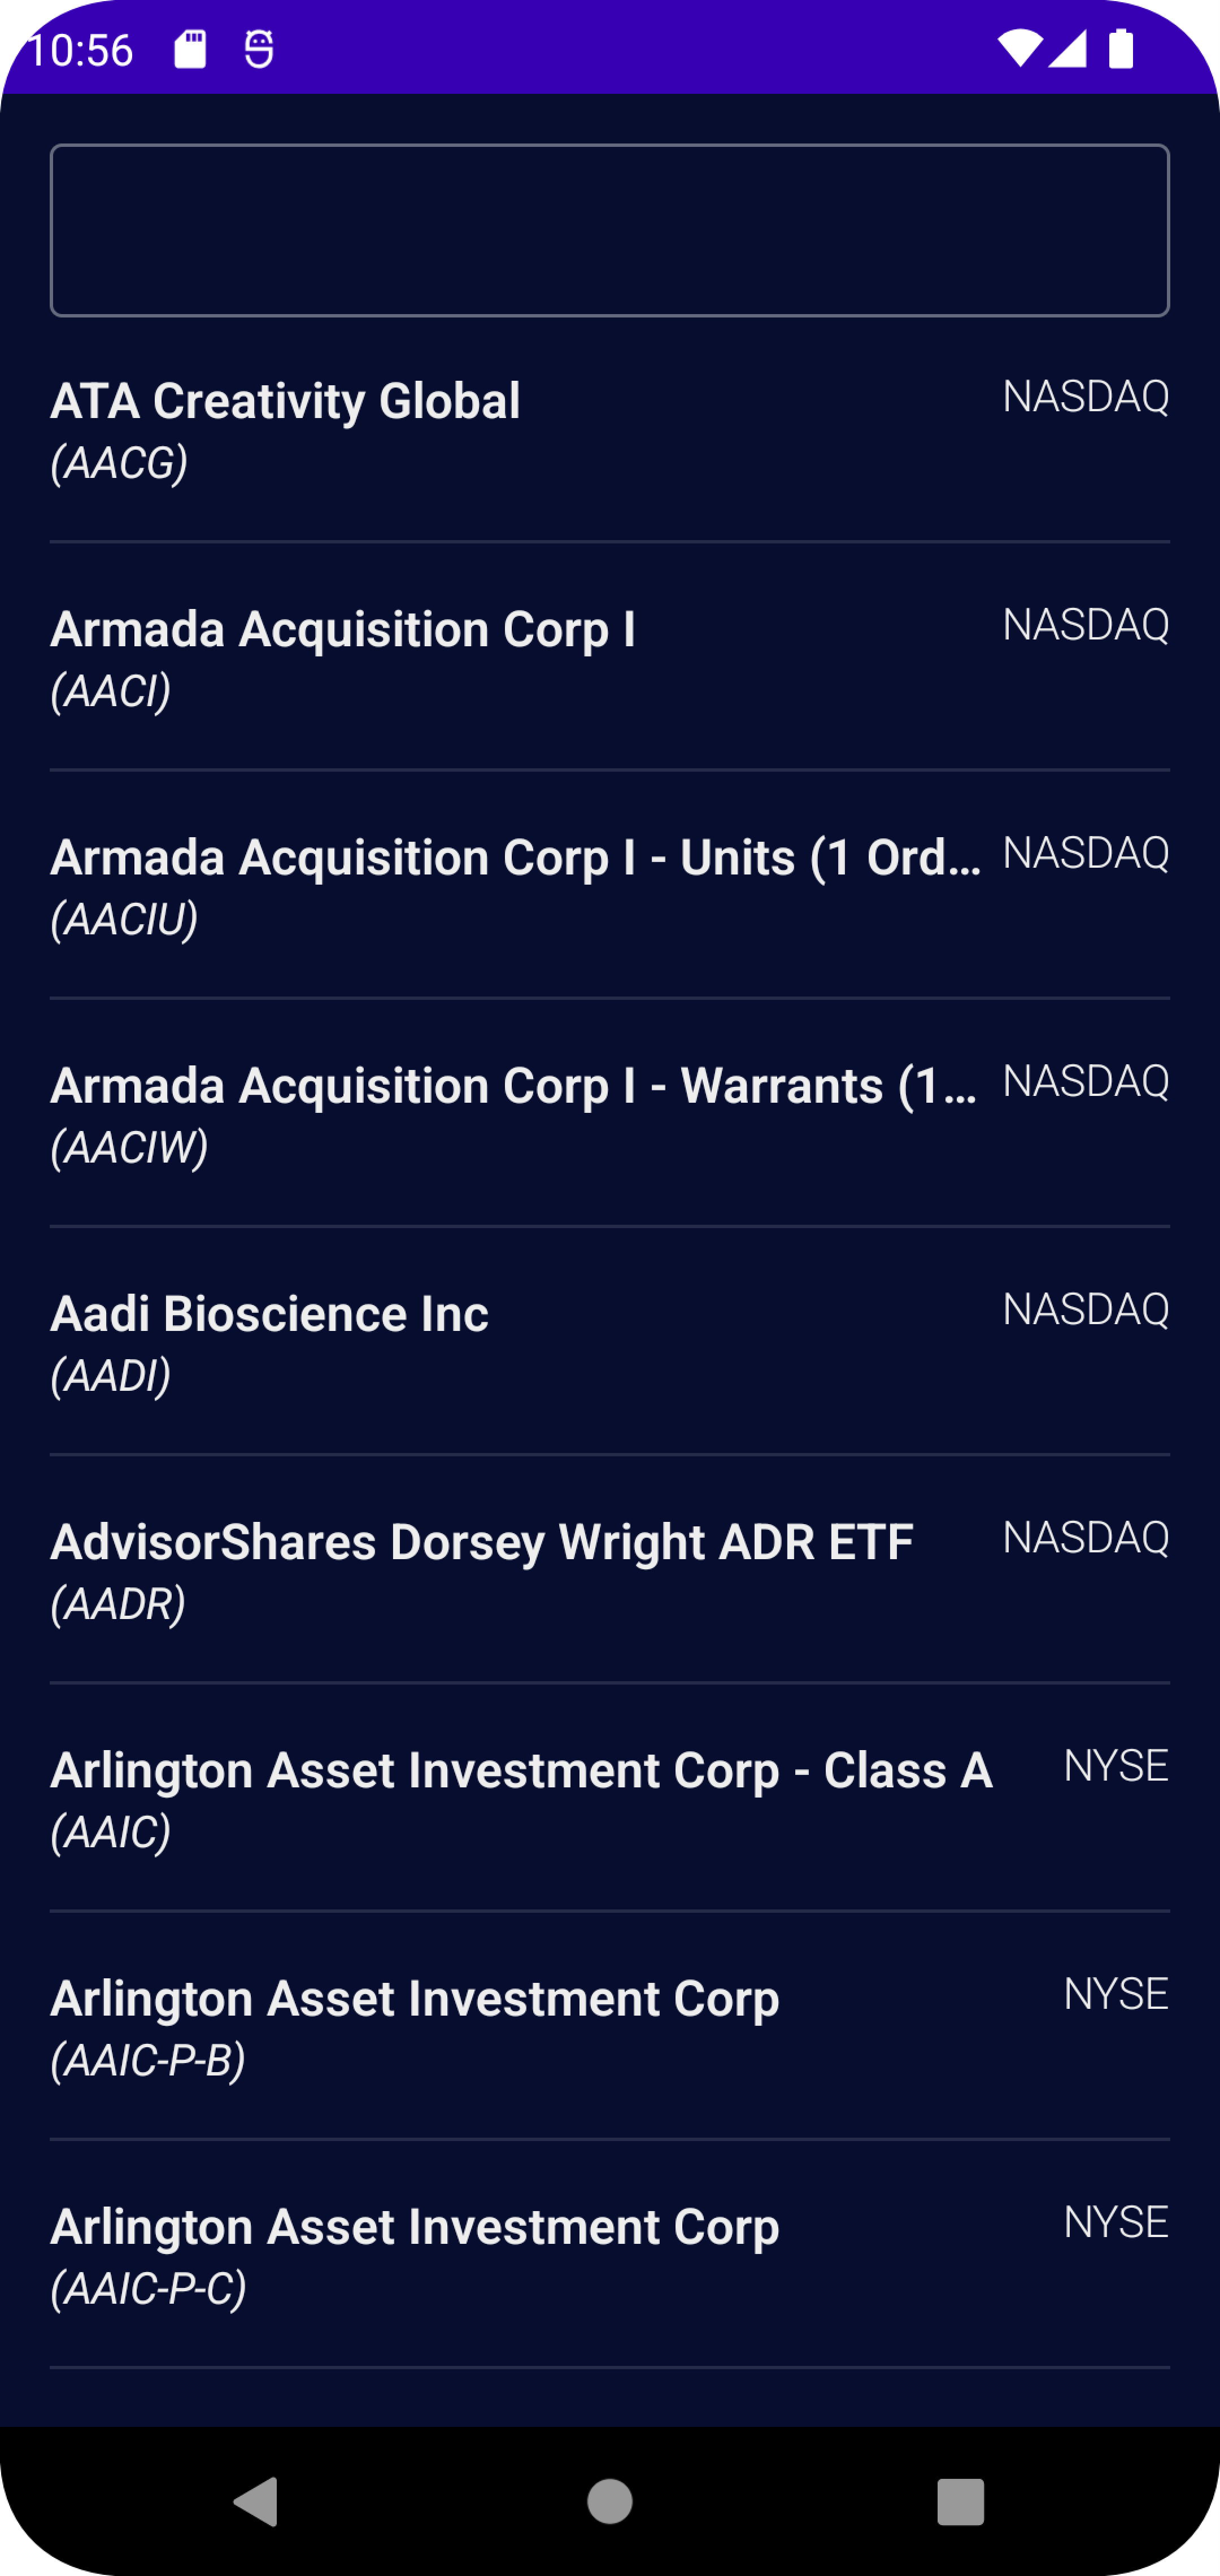 10:56
ATA Creativity Global NASDAQ
(AACG)
Armada Acquisition Corp I NASDAQ
(AACI)
Armada Acquisition Corp I - Units (1 Ord... NASDAQ
(AACIU)
Armada Acquisition Corp I - Warrants (1... NASDAQ
(AACIW)
Aadi Bioscience Inc NASDAQ
(AADI)
AdvisorShares Dorsey Wright ADR ETF NASDAQ
(AADR)
Arlington Asset Investment Corp - Class A NYSE
(AAIC)
Arlington Asset Investment Corp NYSE
(AAIC-P-B)
Arlington Asset Investment Corp NYSE
(AAIC-P-C)